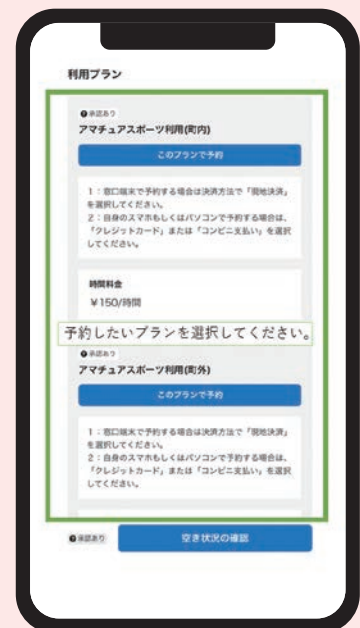 利用プラン
承認あり
アマチュアスポーツ利用(町内)
このプランで予約
1：窓口端末で予約する場合は決済方法で「現地決済」
を選択してください。
2：自身のスマホもしくはパソコンで予約する場合は、
「クレジットカード」または「コンビニ支払い」を選択
してください。
時間料金
￥150/時間
予約したいプランを選択してください。
承認あり
アマチュアスポーツ利用(町外)
このプランで予約
1：窓口端末で予約する場合は決済方法で「現地決済」
を選択してください。
2：自身のスマホもしくはパソコンで予約する場合は、
「クレジットカード」または「コンビニ支払い」を選択
してください。
承認あり
空き状況の確認